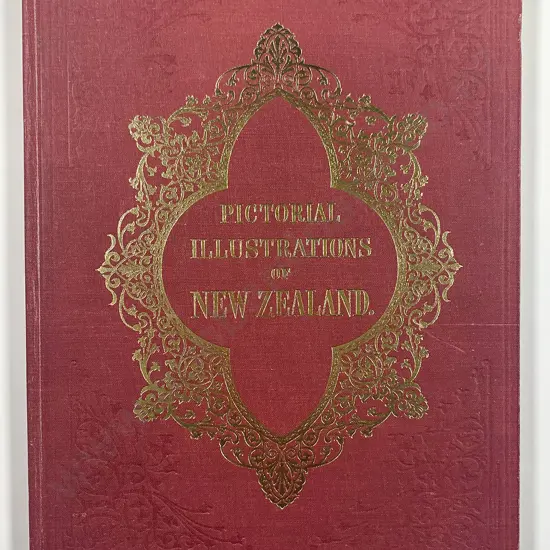 PICTORIAL
ILLUSTRATIONS
OF
NEW ZEALAND.